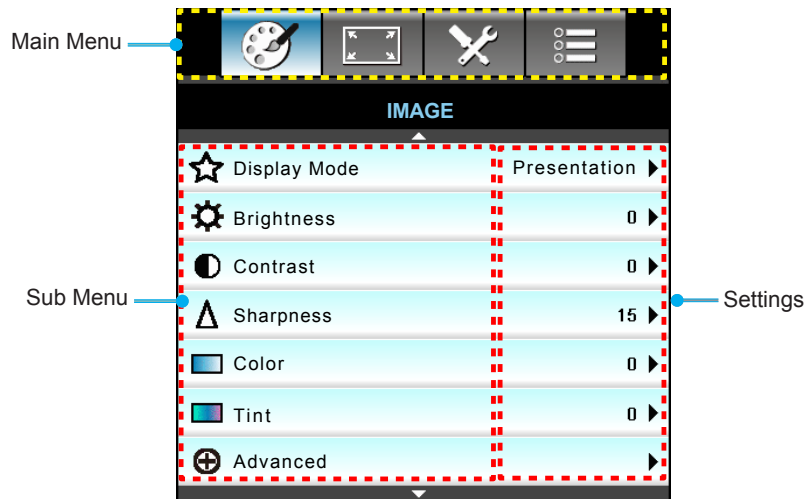 Main Menu
IMAGE
Display Mode Presentation
Brightness 0
Contrast 0
Sub Menu
Sharpness 15
Settings
Color 0
Tint 0
Advanced